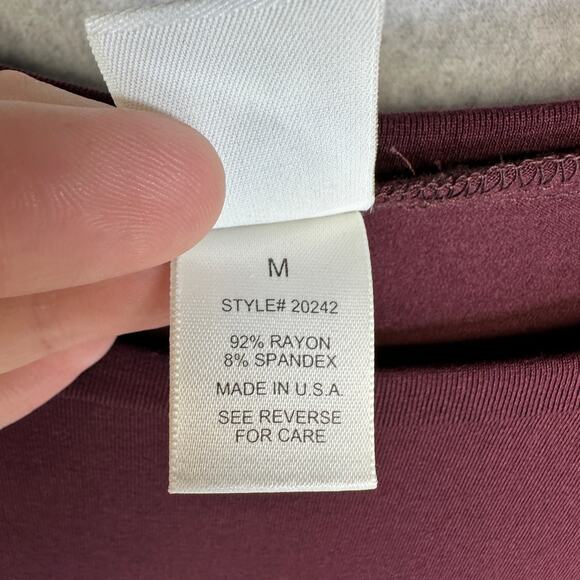 M
STYLE# 20242
92% RAYON
8% SPANDEX
MADE IN U.S.A.
SEE REVERSE
FOR CARE